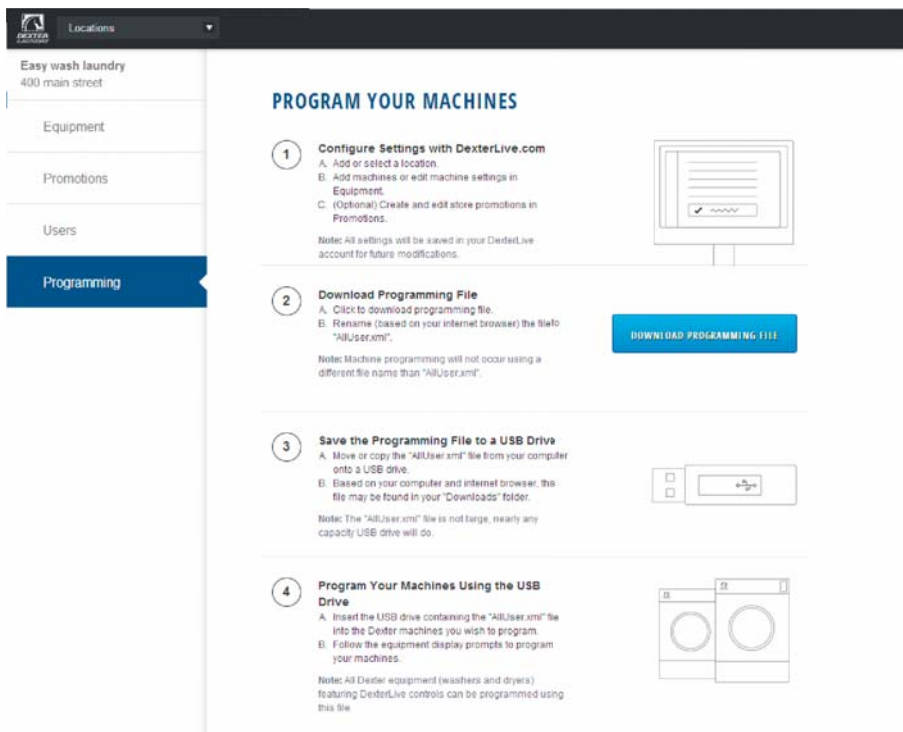 DEXTER
LAUNDRY
Locations
Easy wash laundry
400 main street
Equipment
Promotions
Users
Programming
PROGRAM YOUR MACHINES
1
Configure Settings with DexterLive.com
A. Add or select a location.
B. Add machines or edit machine settings in
Equipment.
C. (Optional) Create and edit store promotions in
Promotions.
Note: All settings will be saved in your DexterLive
account for future modifications.
2
Download Programming File
A. Click to download programming file.
B. Rename (based on your internet browser) the file to
"AllUser.xml".
Note: Machine programming will not occur using a
different file name than "AllUser.xml".
DOWNLOAD PROGRAMMING FILE
3
Save the Programming File to a USB Drive
A. Move or copy the "AllUser.xml" file from your computer
onto a USB drive.
B. Based on your computer and internet browser, the
file may be found in your "Downloads" folder.
Note: The "AllUser.xml" file is not large, nearly any
capacity USB drive will do.
4
Program Your Machines Using the USB
Drive
A. Insert the USB drive containing the "AllUser.xml" file
into the Dexter machines you wish to program.
B. Follow the equipment display prompts to program
your machines.
Note: All Dexter equipment (washers and dryers)
featuring DexterLive controls can be programmed using
this file.